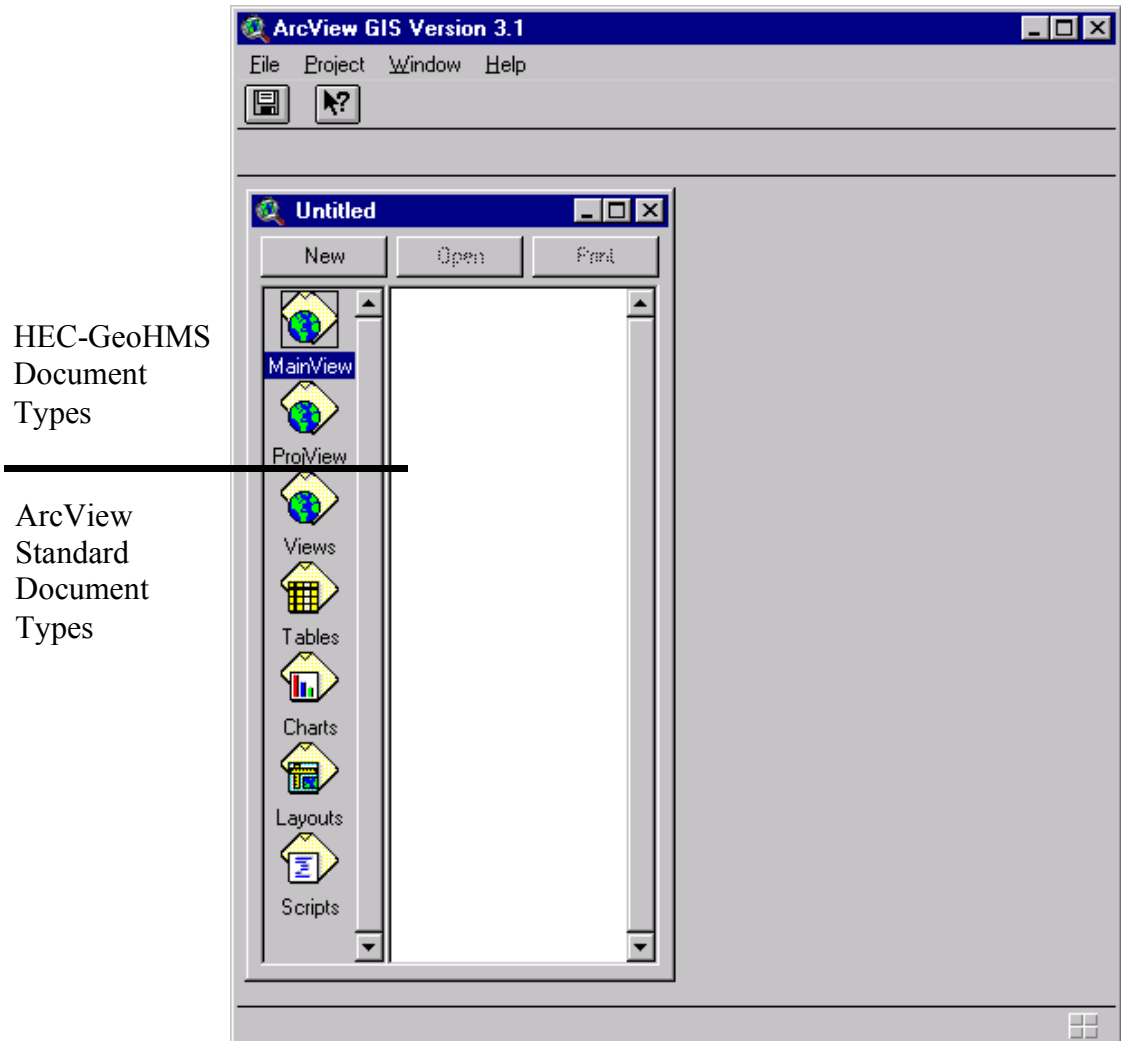 ArcView GIS Version 3.1
File Project Window Help
Untitled
New Open Print
HEC-GeoHMS
Document
Types
MainView
ProjView
ArcView
Standard
Document
Types
Views
Tables
Charts
Layouts
Scripts